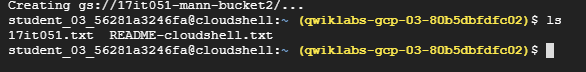 Creating gs://17it051-mann-bucket2/...
student_03_56281a3246fa@cloudshell:~ (qwiklabs-gcp-03-80b5dbfdfc02)$ ls
17it051.txt  README-cloudshell.txt
student_03_56281a3246fa@cloudshell:~ (qwiklabs-gcp-03-80b5dbfdfc02)$